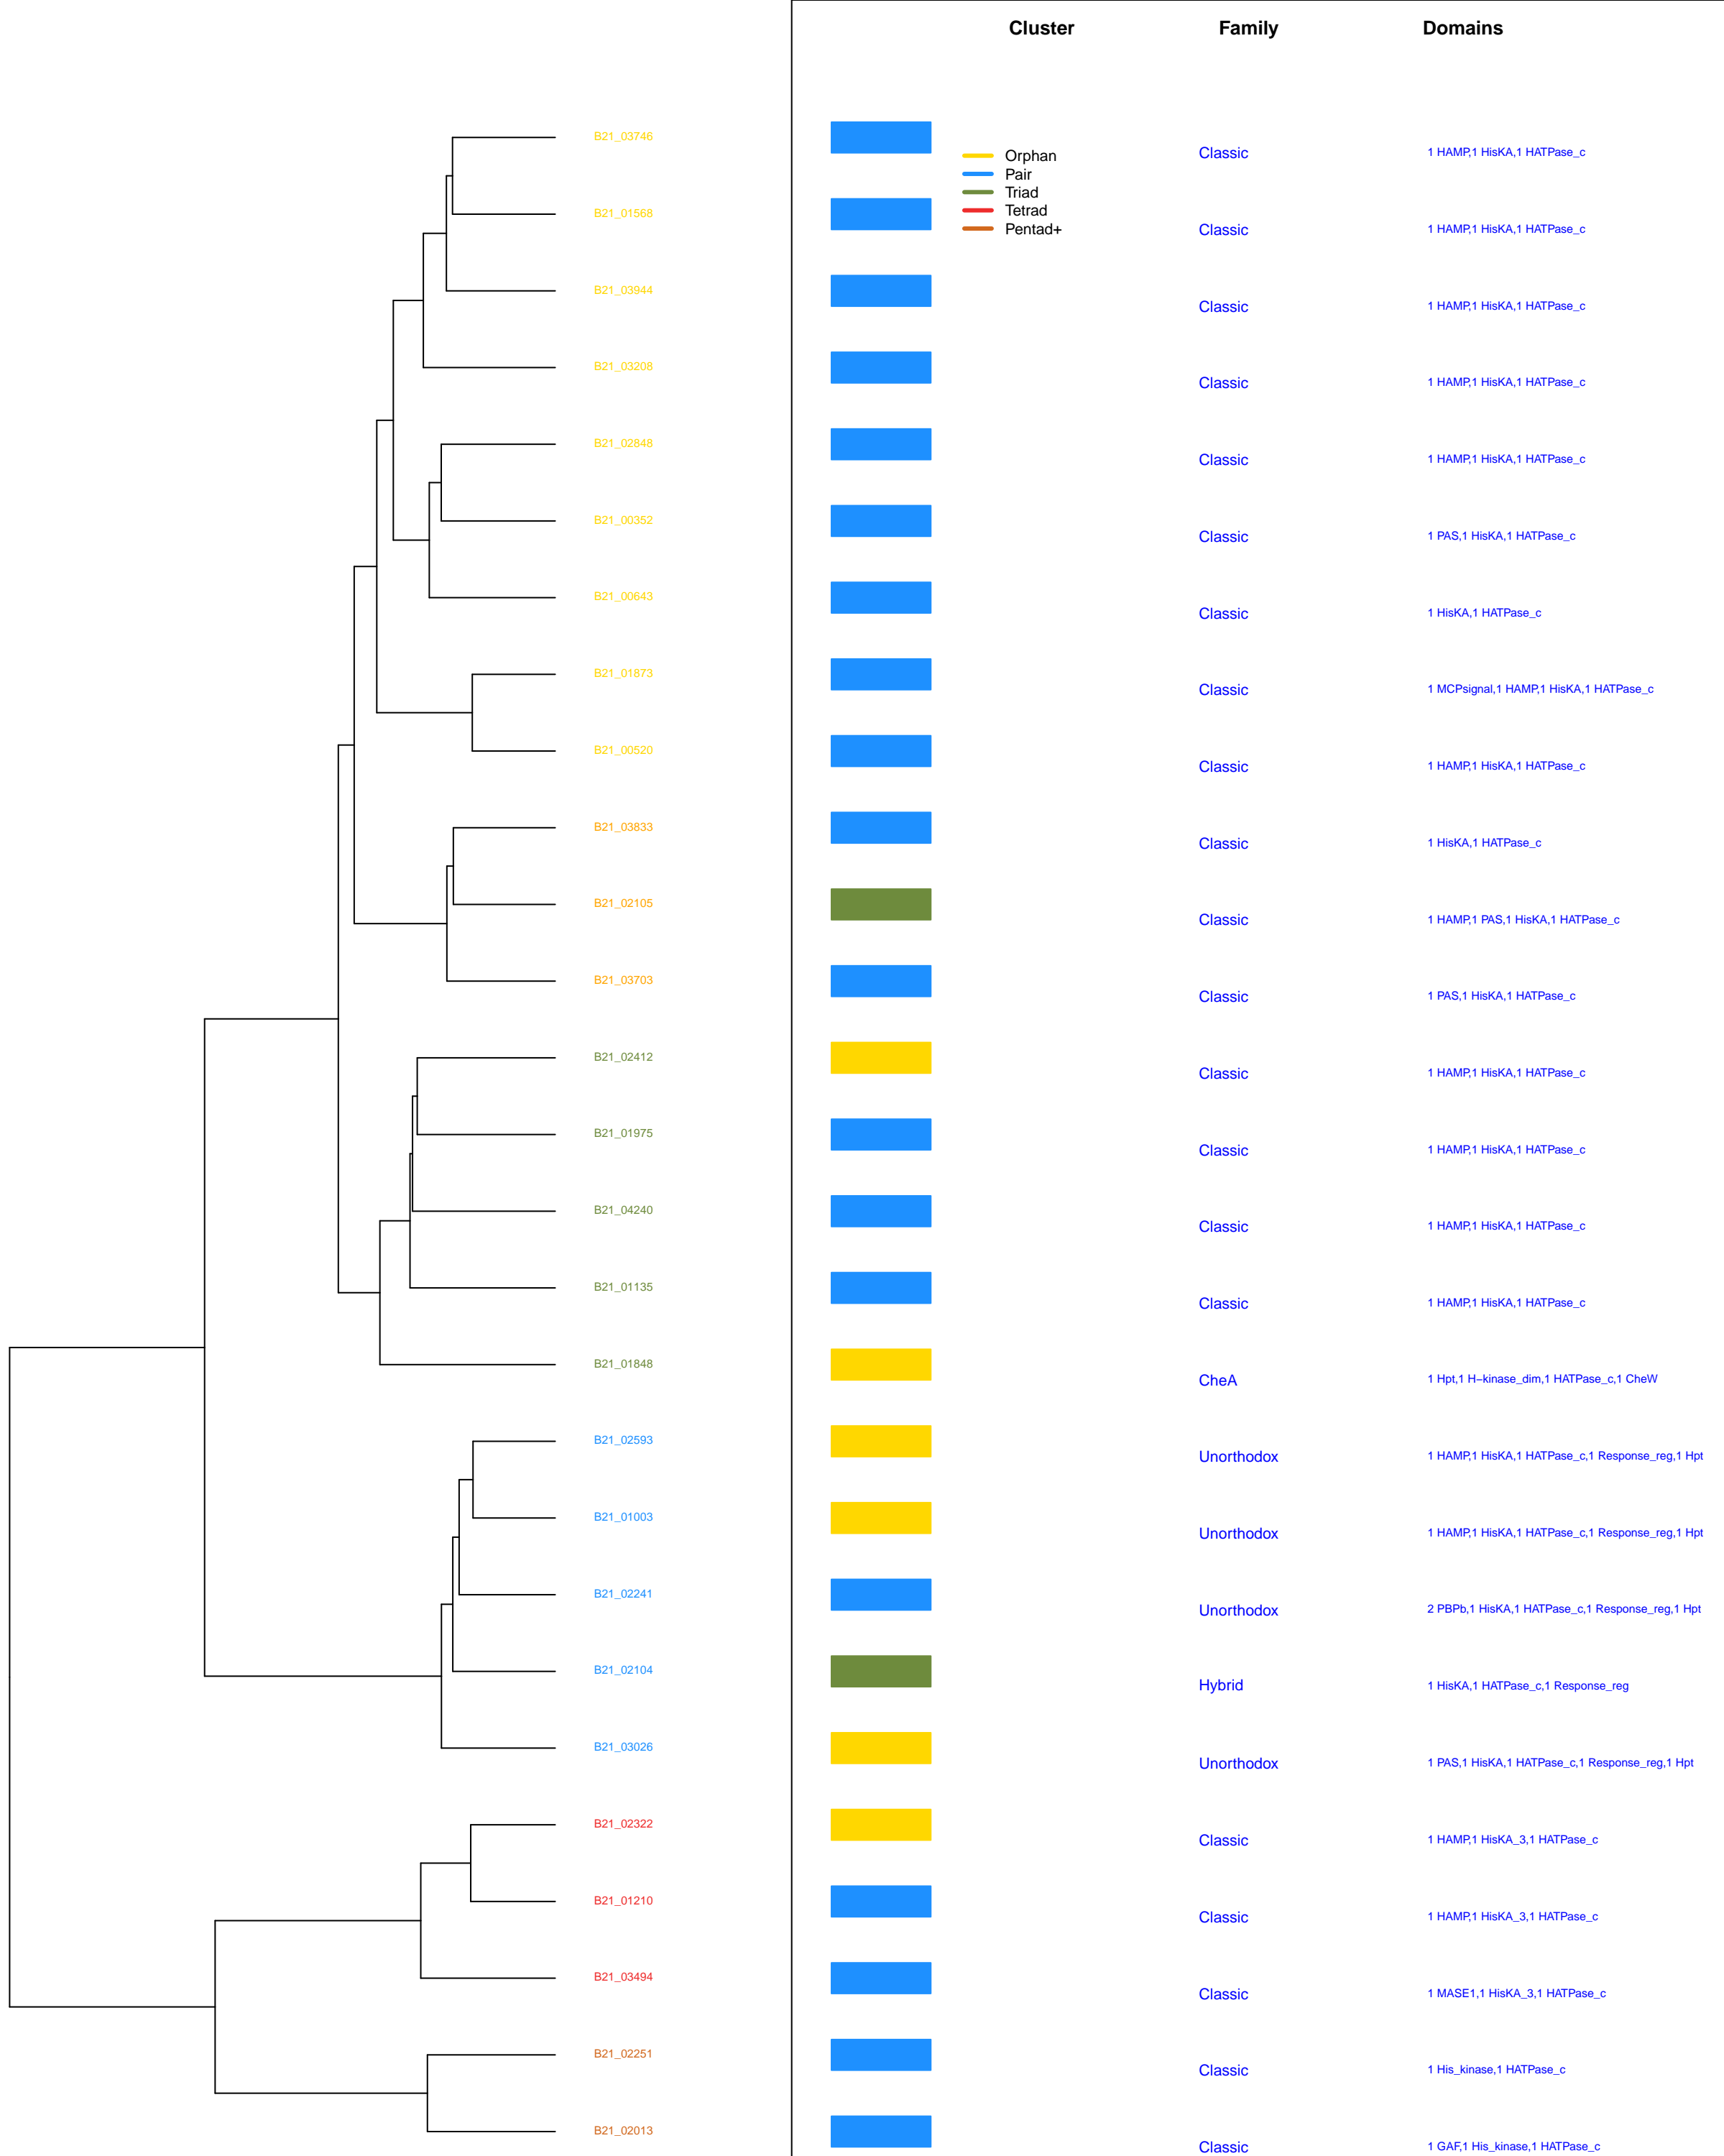 Cluster Family Domains
B21_03746 Classic 1 HAMP,1 HisKA,1 HATPase_c
Orphan
Pair
Triad
Tetrad
Pentad+
B21_01568 Classic 1 HAMP,1 HisKA,1 HATPase_c
B21_03944 Classic 1 HAMP,1 HisKA,1 HATPase_c
B21_03208 Classic 1 HAMP,1 HisKA,1 HATPase_c
B21_02848 Classic 1 HAMP,1 HisKA,1 HATPase_c
B21_00352 Classic 1 PAS,1 HisKA,1 HATPase_c
B21_00643 Classic 1 HisKA,1 HATPase_c
B21_01873 Classic 1 MCPsignal,1 HAMP,1 HisKA,1 HATPase_c
B21_00520 Classic 1 HAMP,1 HisKA,1 HATPase_c
B21_03833 Classic 1 HisKA,1 HATPase_c
B21_02105 Classic 1 HAMP,1 PAS,1 HisKA,1 HATPase_c
B21_03703 Classic 1 PAS,1 HisKA,1 HATPase_c
B21_02412 Classic 1 HAMP,1 HisKA,1 HATPase_c
B21_01975 Classic 1 HAMP,1 HisKA,1 HATPase_c
B21_04240 Classic 1 HAMP,1 HisKA,1 HATPase_c
B21_01135 Classic 1 HAMP,1 HisKA,1 HATPase_c
B21_01848 CheA 1 Hpt,1 H−kinase_dim,1 HATPase_c,1 CheW
B21_02593 Unorthodox 1 HAMP,1 HisKA,1 HATPase_c,1 Response_reg,1 Hpt
B21_01003 Unorthodox 1 HAMP,1 HisKA,1 HATPase_c,1 Response_reg,1 Hpt
B21_02241 Unorthodox 2 PBPb,1 HisKA,1 HATPase_c,1 Response_reg,1 Hpt
B21_02104 Hybrid 1 HisKA,1 HATPase_c,1 Response_reg
B21_03026 Unorthodox 1 PAS,1 HisKA,1 HATPase_c,1 Response_reg,1 Hpt
B21_02322 Classic 1 HAMP,1 HisKA_3,1 HATPase_c
B21_01210 Classic 1 HAMP,1 HisKA_3,1 HATPase_c
B21_03494 Classic 1 MASE1,1 HisKA_3,1 HATPase_c
B21_02251 Classic 1 His_kinase,1 HATPase_c
B21_02013 Classic 1 GAF,1 His_kinase,1 HATPase_c